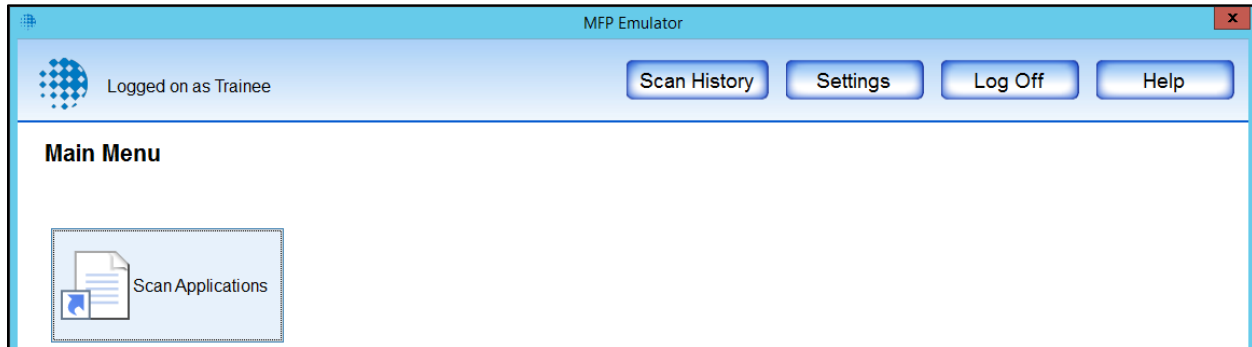 MFP Emulator
x
Logged on as Trainee
Scan History
Settings
Log Off
Help
Main Menu
Scan Applications